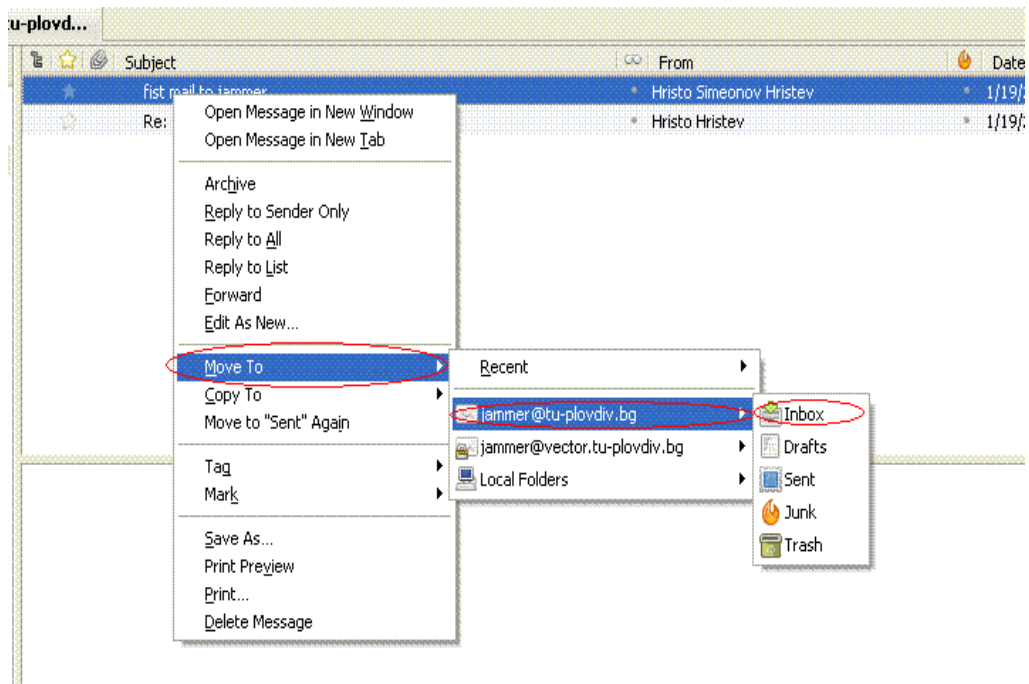 u-plovd...
Subject From Date
fist mail to jammer Hristo Simeonov Hristev 1/19/
Re: Hristo Hristev 1/19/
Open Message in New Window
Open Message in New Tab
Archive
Reply to Sender Only
Reply to All
Reply to List
Forward
Edit As New...
Move To
Copy To
Move to "Sent" Again
Tag
Mark
Save As...
Print Preview
Print...
Delete Message
Recent
jammer@tu-plovdiv.bg
jammer@vector.tu-plovdiv.bg
Local Folders
Inbox
Drafts
Sent
Junk
Trash